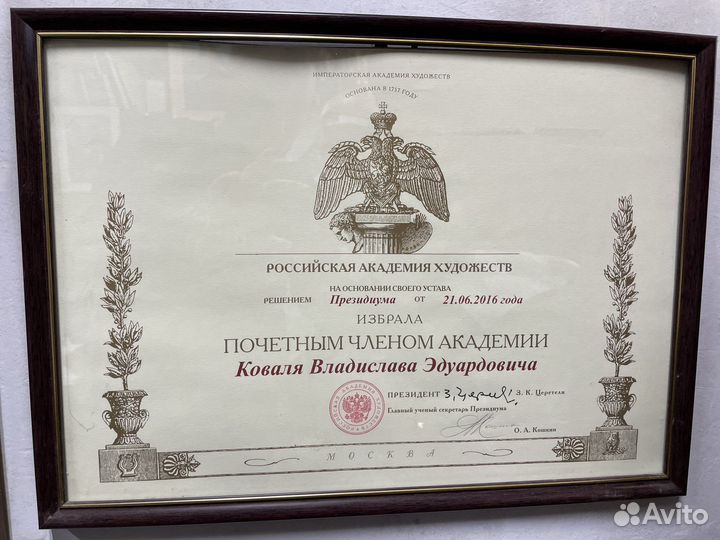 ИМПЕРАТОРСКАЯ АКАДЕМИЯ ХУДОЖЕСТВ
ОСНОВАНА В 1757 ГОДУ
РОССИЙСКАЯ АКАДЕМИЯ ХУДОЖЕСТВ
НА ОСНОВАНИИ СВОЕГО УСТАВА
РЕШЕНИЕМ Президиума ОТ 21.06.2016 года
ИЗБРАЛА
ПОЧЕТНЫМ ЧЛЕНОМ АКАДЕМИИ
Коваля Владислава Эдуардовича
ПРЕЗИДЕНТ З. К. Церетели
Главный ученый секретарь Президиума
О. А. Кошкин
МОСКВА
Avito